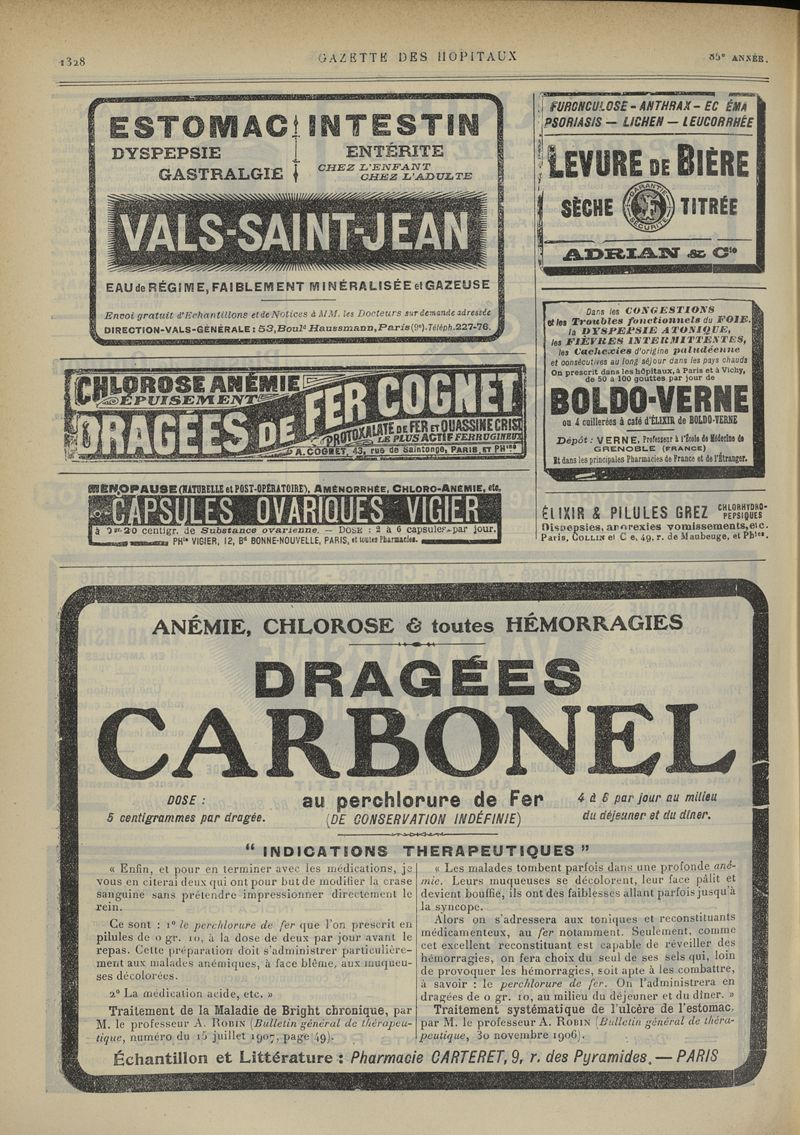 1328
GAZETTE DES HOPITAUX
85e ANNÉE.
ESTOMAC INTESTIN
DYSPEPSIE
GASTRALGIE
ENTÉRITE
CHEZ L'ENFANT
CHEZ L'ADULTE
VALS-SAINT-JEAN
EAU de RÉGIME, FAIBLEMENT MINÉRALISÉE et GAZEUSE
Envoi gratuit d'Echantillons et de Notices à MM. les Docteurs sur demande adressée
DIRECTION-VALS-GÉNÉRALE: 53, Boulᵈ Haussmann, Paris (9ᵉ). Téléph. 227-76.
FURONCULOSE - ANTHRAX - EC ÉMA
PSORIASIS — LICHEN — LEUCORRHÉE
LEVURE DE BIÈRE
SÈCHE
GARANTIE
SÉCURITÉ
TITRÉE
ADRIAN & Cie
CHLOROSE ANÉMIE
ÉPUISEMENT
DRAGÉES DE FER COGNET
PROTOXALATE DE FER ET QUASSINE CRIST
LE PLUS ACTIF FERRUGINEUX
A. COGNET, 43, rue de Saintonge, PARIS, ET PHies
Dans les CONGESTIONS
et les Troubles fonctionnels du FOIE,
la DYSPEPSIE ATONIQUE,
les FIÈVRES INTERMITTENTES,
les Cachexies d'origine paludéenne
et consécutives au long séjour dans les pays chauds
On prescrit dans les hôpitaux, à Paris et à Vichy,
de 50 à 100 gouttes par jour de
BOLDO-VERNE
ou 4 cuillerées à café d'ÉLIXIR de BOLDO-VERNE
Dépôt: VERNE, Professeur à l'École de Médecine de
GRENOBLE (FRANCE)
Et dans les principales Pharmacies de France et de l'Étranger.
MENOPAUSE (NATURELLE et POST-OPÉRATOIRE), AMÉNORRHÉE, CHLORO-ANÉMIE, etc.
CAPSULES OVARIQUES VIGIER
à 0 gr. 20 centigr. de Substance ovarienne. — DOSE : 2 à 6 capsules par jour.
PHie VIGIER, 12, Bd BONNE-NOUVELLE, PARIS, et toutes Pharmacies.
ÉLIXIR & PILULES GREZ CHLORHYDRO-PEPSIQUES
Dispepsies, anorexies vomissements, etc.
Paris, COLLIN et C e, 49, r. de Maubeuge, et Phies.
ANÉMIE, CHLOROSE & toutes HÉMORRAGIES
DRAGÉES
CARBONEL
DOSE :
5 centigrammes par dragée.
au perchlorure de Fer
(DE CONSERVATION INDÉFINIE)
4 à 6 par jour au milieu
du déjeuner et du dîner.
" INDICATIONS THERAPEUTIQUES "
« Enfin, et pour en terminer avec les médications, je
vous en citerai deux qui ont pour but de modifier la crase
sanguine sans prétendre impressionner directement le
rein.
Ce sont : 1° le perchlorure de fer que l'on prescrit en
pilules de 0 gr. 10, à la dose de deux par jour avant le
repas. Cette préparation doit s'administrer particulière-
ment aux malades anémiques, à face blême, aux muqueu-
ses décolorées.
2° La médication acide, etc. »
Traitement de la Maladie de Bright chronique, par
M. le professeur A. ROBIN (Bulletin général de thérapeu-
tique, numéro du 15 juillet 1907, page 49).
« Les malades tombent parfois dans une profonde ané-
mie. Leurs muqueuses se décolorent, leur face pâlit et
devient bouffie, ils ont des faiblesses allant parfois jusqu'à
la syncope.
Alors on s'adressera aux toniques et reconstituants
médicamenteux, au fer notamment. Seulement, comme
cet excellent reconstituant est capable de réveiller des
hémorragies, on fera choix du seul de ses sels qui, loin
de provoquer les hémorragies, soit apte à les combattre,
à savoir : le perchlorure de fer. On l'administrera en
dragées de 0 gr. 10, au milieu du déjeuner et du dîner. »
Traitement systématique de l'ulcère de l'estomac,
par M. le professeur A. ROBIN (Bulletin général de théra-
peutique, 30 novembre 1906).
Échantillon et Littérature : Pharmacie CARTERET, 9, r. des Pyramides. — PARIS